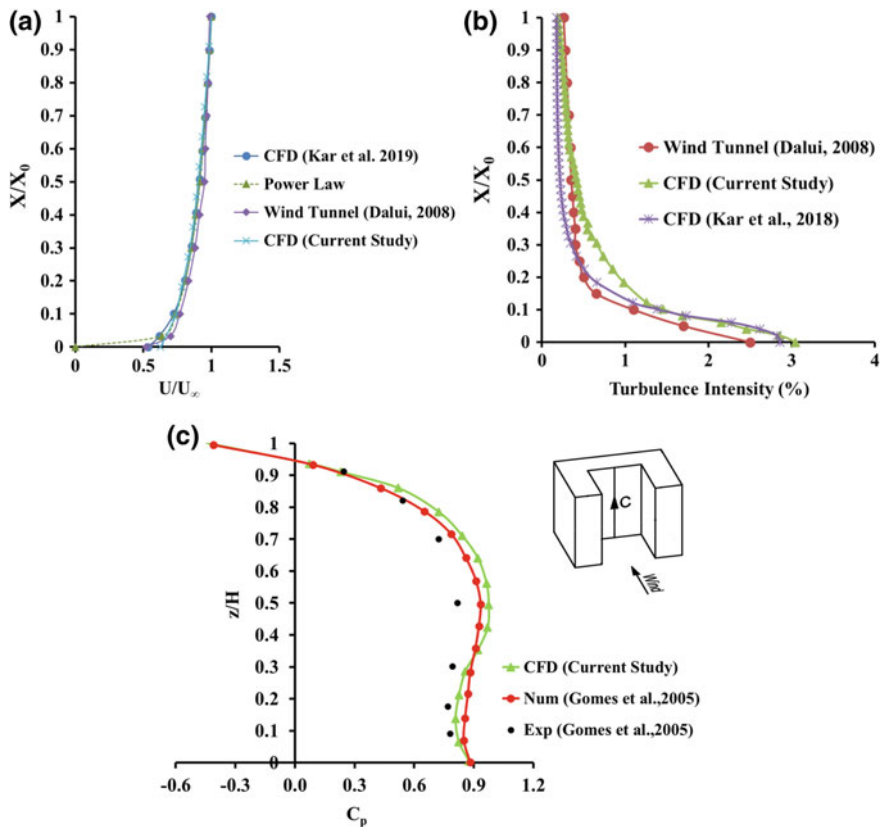 (a)
1
0.9
0.8
0.7
0.6
0.5
0.4
0.3
0.2
0.1
0
X/X0
0
0.5
1
1.5
U/U∞
CFD (Kar et al. 2019)
Power Law
Wind Tunnel (Dalui, 2008)
CFD (Current Study)
(b)
1
0.9
0.8
0.7
0.6
0.5
0.4
0.3
0.2
0.1
0
X/X0
0
1
2
3
4
Turbulence Intensity (%)
Wind Tunnel (Dalui, 2008)
CFD (Current Study)
CFD (Kar et al., 2018)
(c)
1
0.9
0.8
0.7
0.6
0.5
0.4
0.3
0.2
0.1
0
z/H
-0.6
-0.3
0.0
0.3
0.6
0.9
1.2
Cp
C
Wind
CFD (Current Study)
Num (Gomes et al.,2005)
Exp (Gomes et al.,2005)